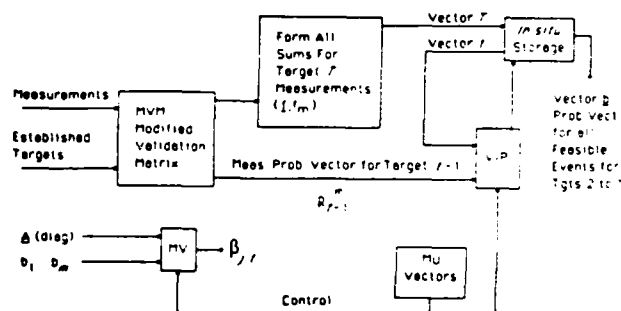 Vector T
Form All
Sums For
Target T
Measurements
Vector t
In situ
Storage
Measurements
MVM
Modified
Validation
Matrix
Established
Targets
Meas Prob Vector for Target t-1
VIP
Vector b
Prob Vect
for all
Feasible
Events for
Tgts 2 to T
A (diag)
MV
β j,t
Mu
Vectors
Control